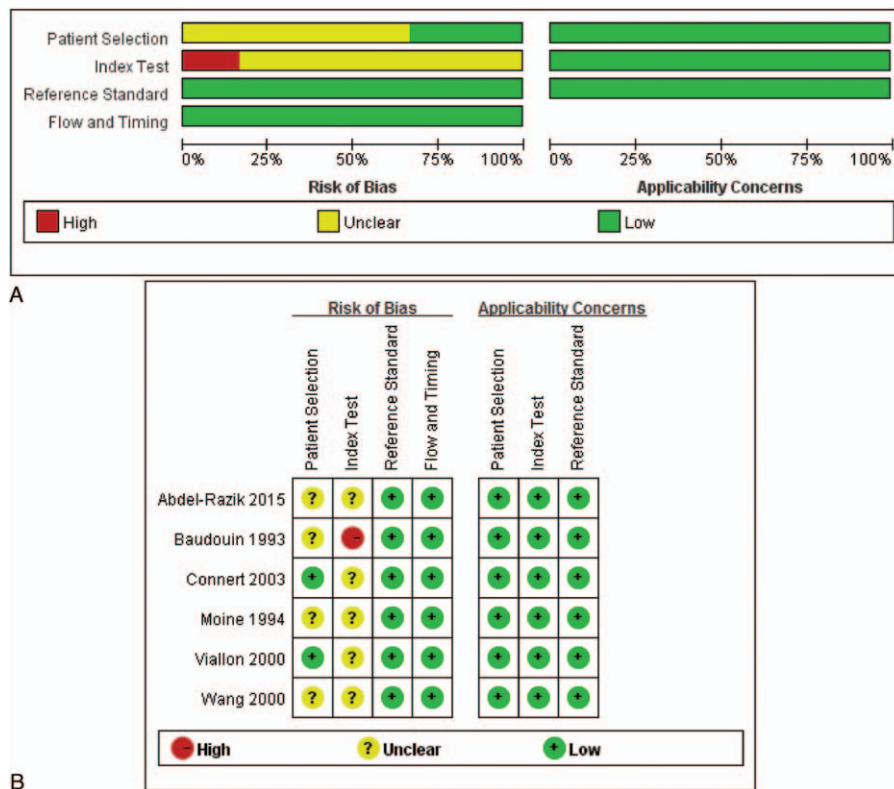 Patient Selection
Index Test
Reference Standard
Flow and Timing
0% 25% 50% 75% 100% 0% 25% 50% 75% 100%
Risk of Bias Applicability Concerns
High Unclear Low
A
Risk of Bias Applicability Concerns
Patient Selection Index Test Reference Standard Flow and Timing Patient Selection Index Test Reference Standard
Abdel-Razik 2015 ? ? + + + + +
Baudouin 1993 ? - + + + + +
Connert 2003 + ? + + + + +
Moine 1994 ? ? + + + + +
Viallon 2000 + ? + + + + +
Wang 2000 ? ? + + + + +
- High ? Unclear + Low
B